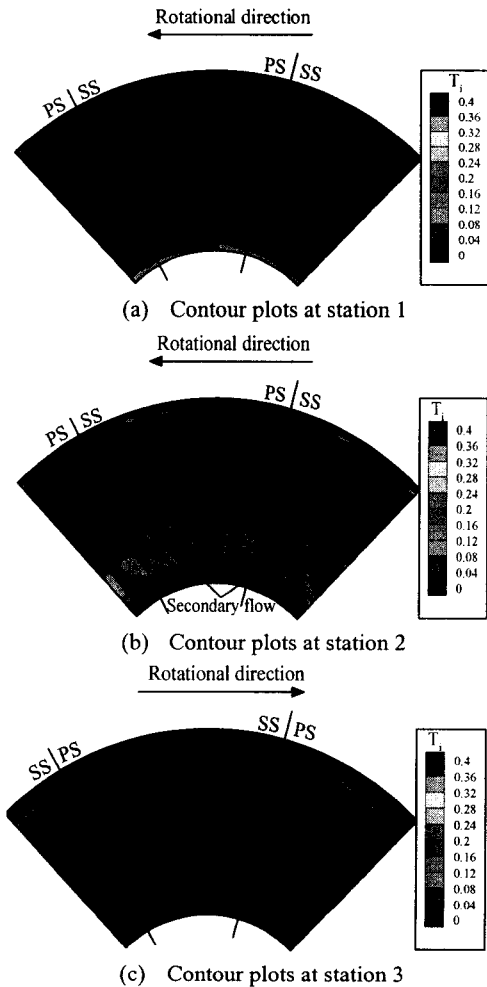 Rotational direction
PS SS
PS SS
T i
0.4
0.36
0.32
0.28
0.24
0.2
0.16
0.12
0.08
0.04
0
(a) Contour plots at station 1
Rotational direction
PS SS
PS SS
T i
0.4
0.36
0.32
0.28
0.24
0.2
0.16
0.12
0.08
0.04
0
Secondary flow
(b) Contour plots at station 2
Rotational direction
SS PS
SS PS
T i
0.4
0.36
0.32
0.28
0.24
0.2
0.16
0.12
0.08
0.04
0
(c) Contour plots at station 3